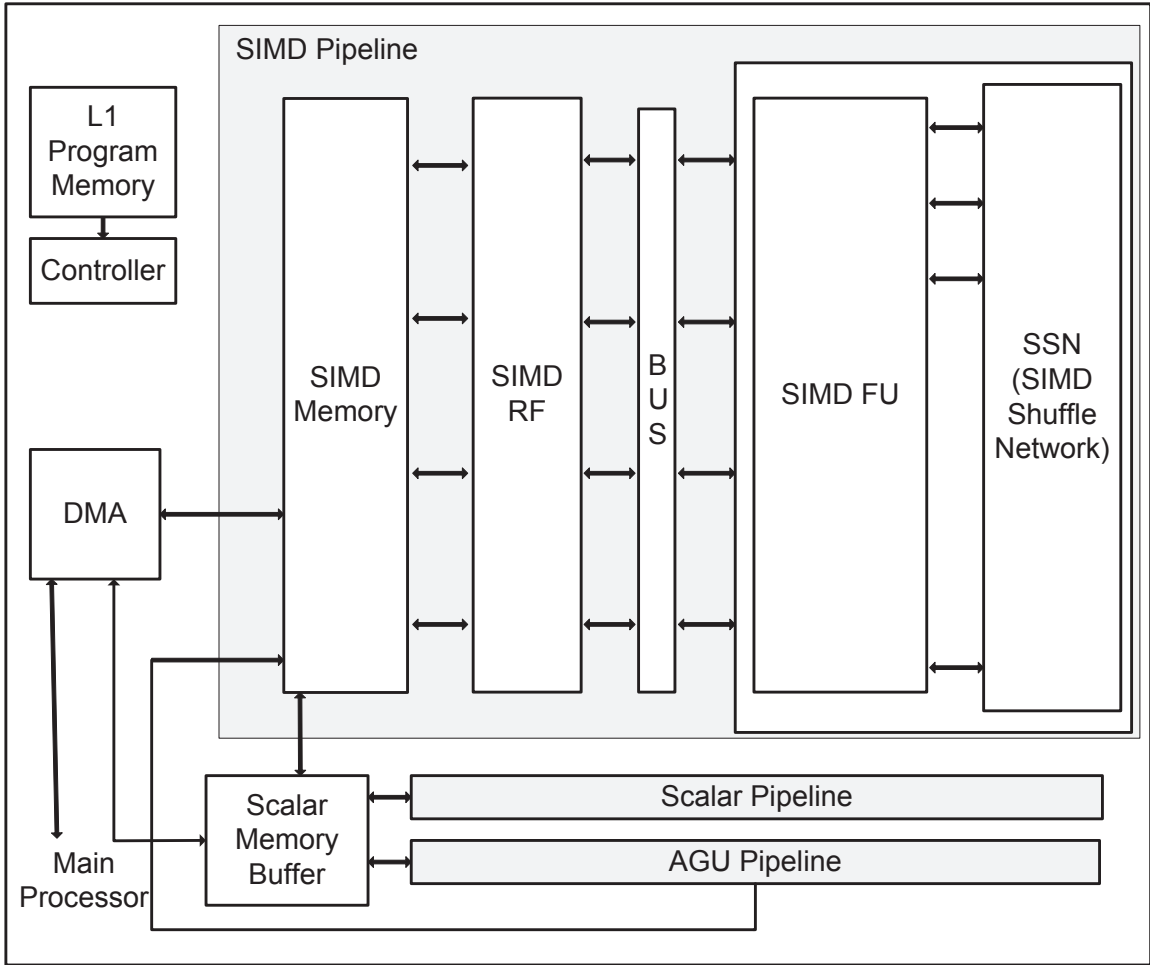 SIMD Pipeline
L1
Program
Memory
Controller
SIMD
Memory
SIMD
RF
B
U
S
SIMD FU
SSN
(SIMD
Shuffle
Network)
DMA
Scalar
Memory
Buffer
Scalar Pipeline
AGU Pipeline
Main
Processor